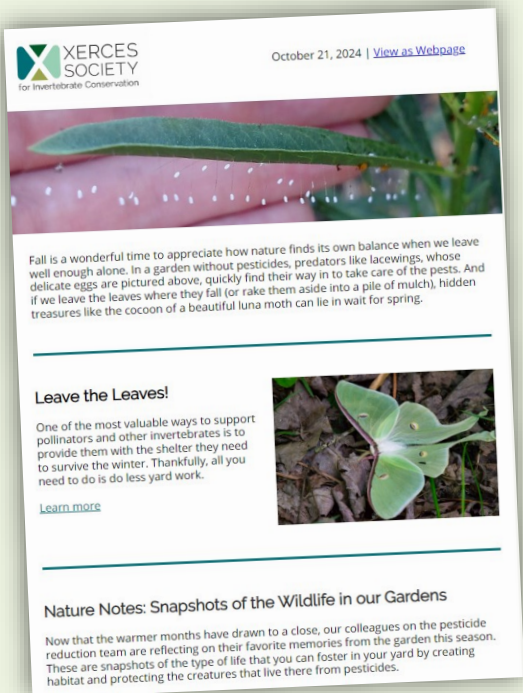 XERCES
SOCIETY
for Invertebrate Conservation
October 21, 2024 | View as Webpage
Fall is a wonderful time to appreciate how nature finds its own balance when we leave
well enough alone. In a garden without pesticides, predators like lacewings, whose
delicate eggs are pictured above, quickly find their way in to take care of the pests. And
if we leave the leaves where they fall (or rake them aside into a pile of mulch), hidden
treasures like the cocoon of a beautiful luna moth can lie in wait for spring.
Leave the Leaves!
One of the most valuable ways to support
pollinators and other invertebrates is to
provide them with the shelter they need
to survive the winter. Thankfully, all you
need to do is do less yard work.
Learn more
Nature Notes: Snapshots of the Wildlife in our Gardens
Now that the warmer months have drawn to a close, our colleagues on the pesticide
reduction team are reflecting on their favorite memories from the garden this season.
These are snapshots of the type of life that you can foster in your yard by creating
habitat and protecting the creatures that live there from pesticides.